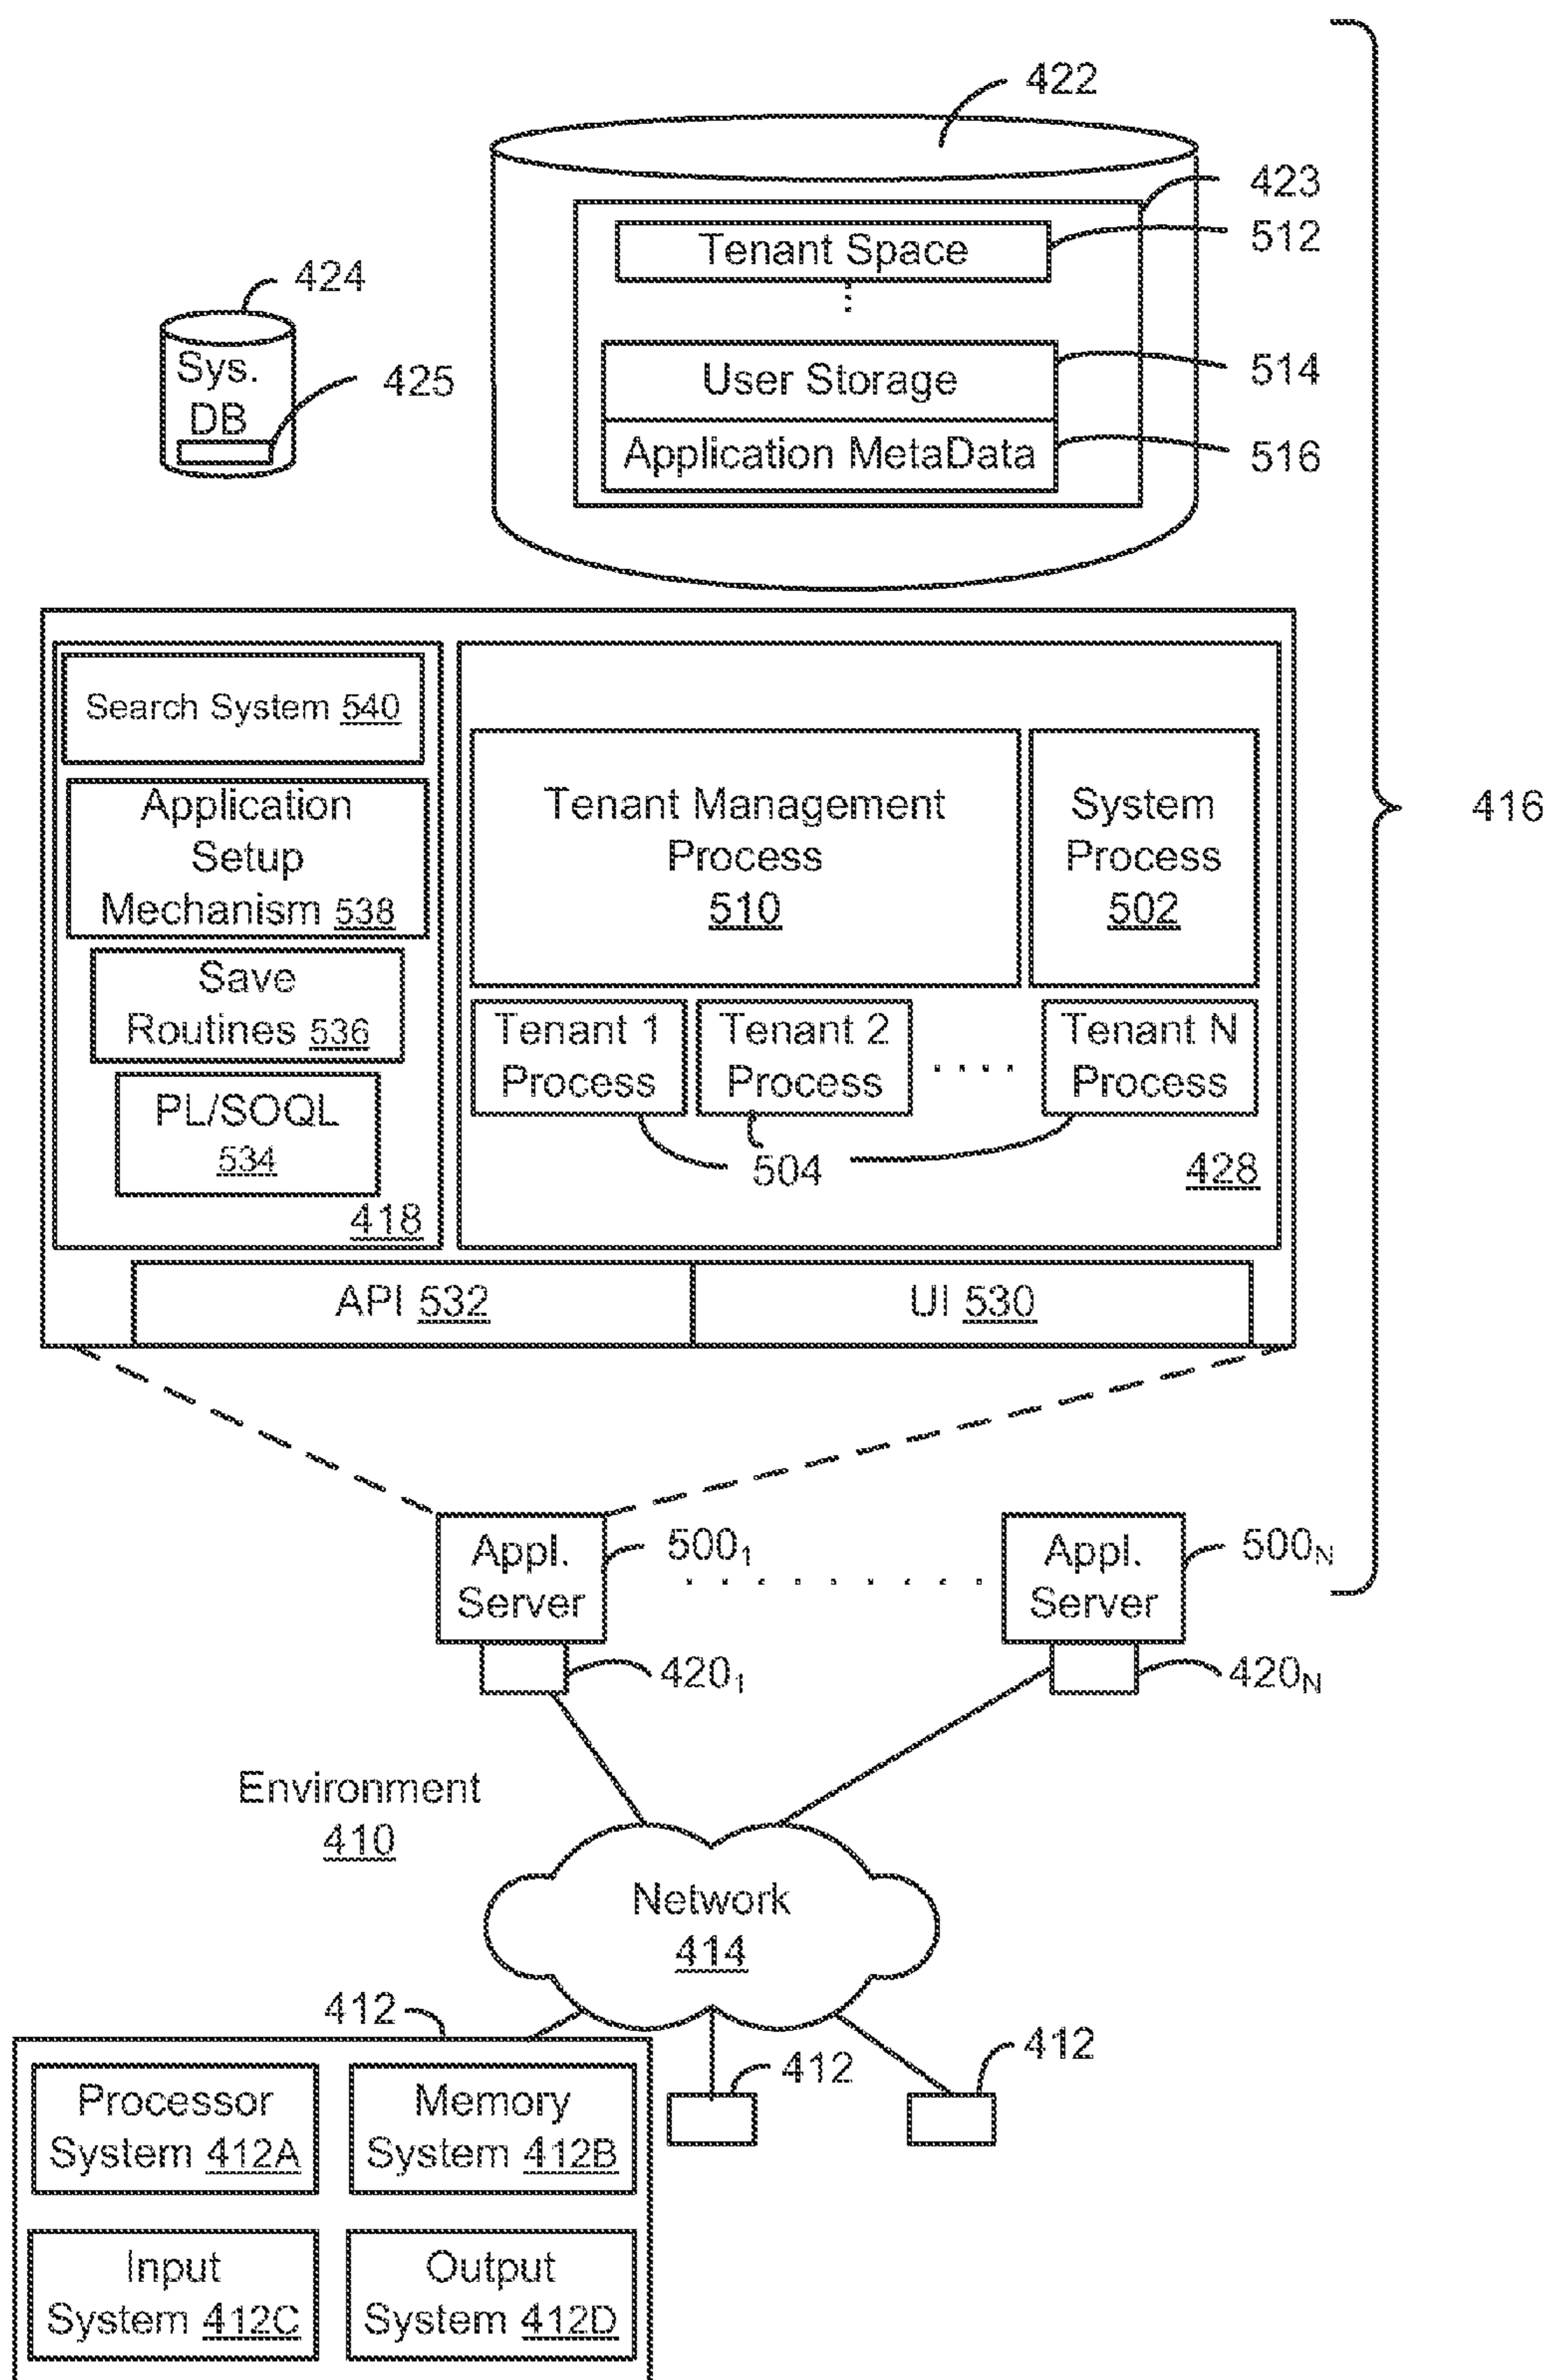 422
423
Tenant Space
512
424
Sys.
DB
425
User Storage
514
Application MetaData
516
Search System 540
Application
Setup
Mechanism 538
Save
Routines 536
PL/SOQL
534
418
Tenant Management
Process
510
System
Process
502
416
Tenant 1
Process
Tenant 2
Process
Tenant N
Process
504
428
API 532
UI 530
Appl.
Server
500₁
Appl.
Server
500N
420₁
420N
Environment
410
Network
414
412
412
412
Processor
System 412A
Memory
System 412B
Input
System 412C
Output
System 412D